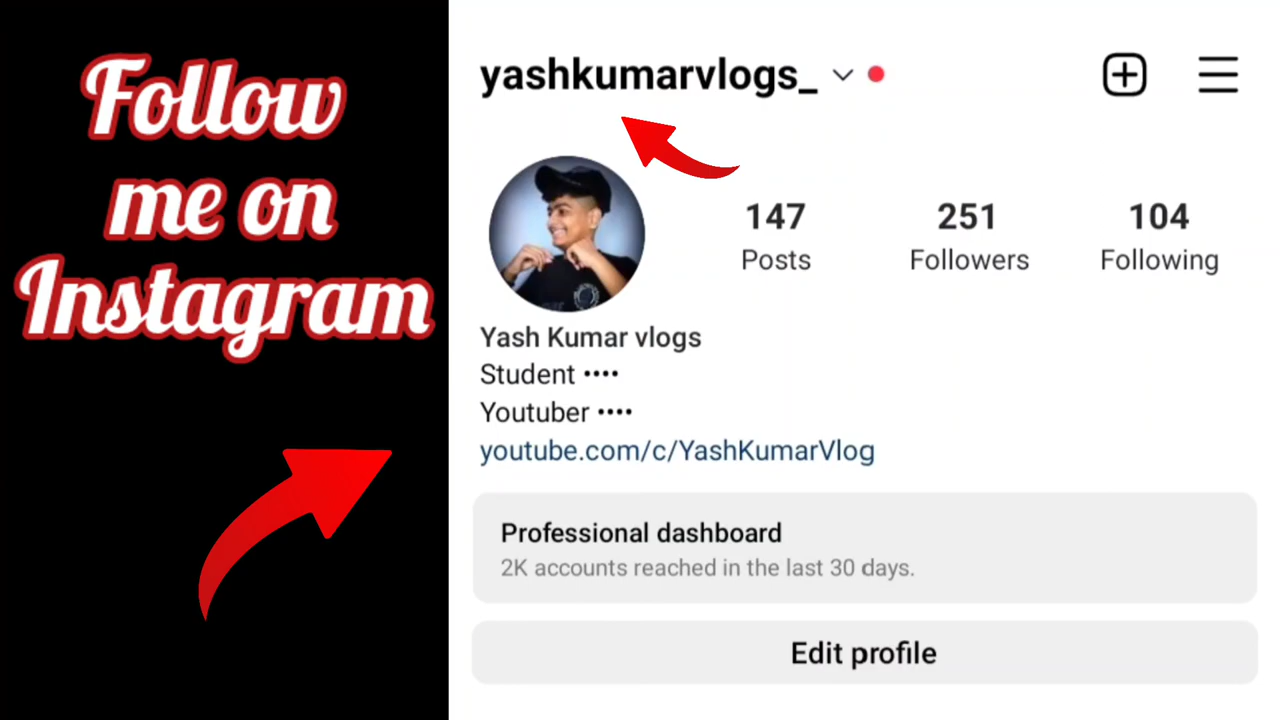 Follow
me on
Instagram
yashkumarvlogs_
147
Posts
251
Followers
104
Following
Yash Kumar vlogs
Student ••••
Youtuber ••••
youtube.com/c/YashKumarVlog
Professional dashboard
2K accounts reached in the last 30 days.
Edit profile